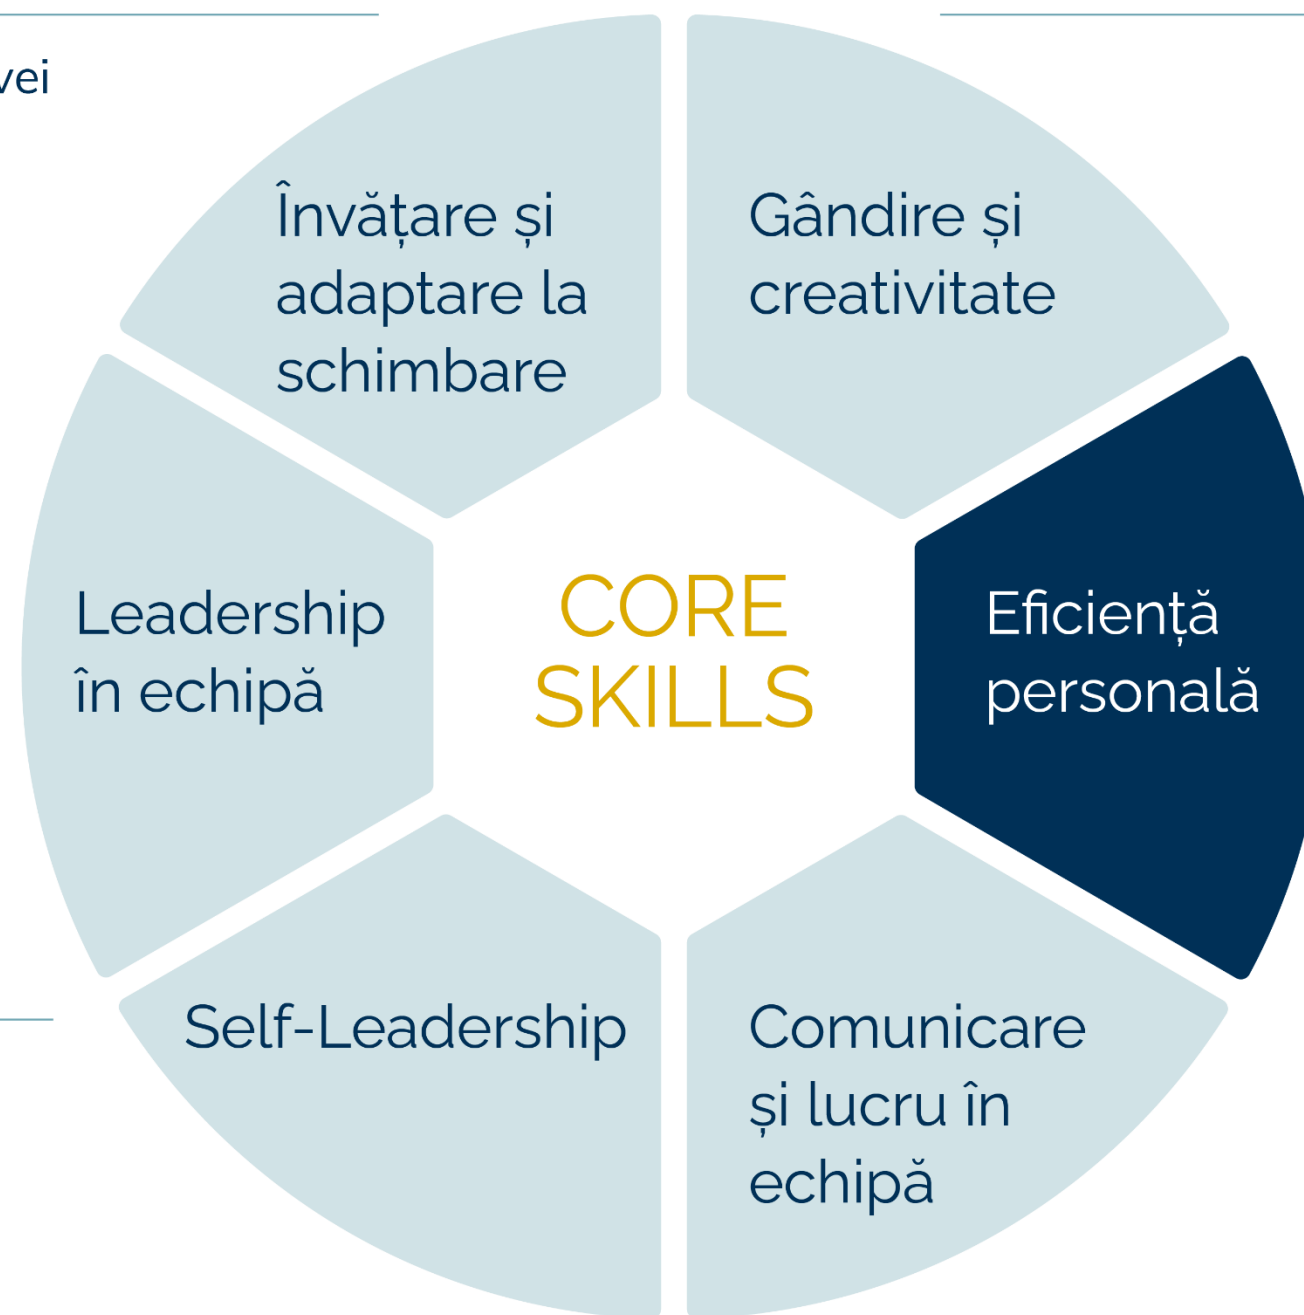 Învățare și
adaptare la
schimbare
Gândire și
creativitate
Leadership
în echipă
CORE
SKILLS
Eficiență
personală
Self-Leadership
Comunicare
și lucru în
echipă